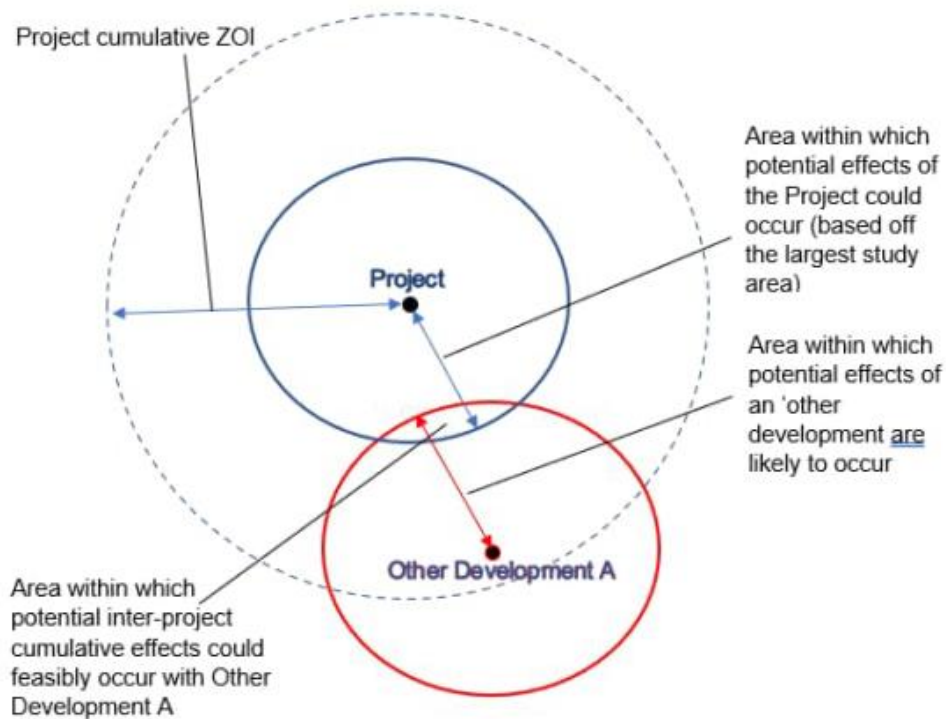 Project cumulative ZOI
Area within which
potential effects of
the Project could
occur (based off
the largest study
area)
Project
Area within which
potential effects of
an ‘other
development are
likely to occur
Other Development A
Area within which
potential inter-project
cumulative effects could
feasibly occur with Other
Development A